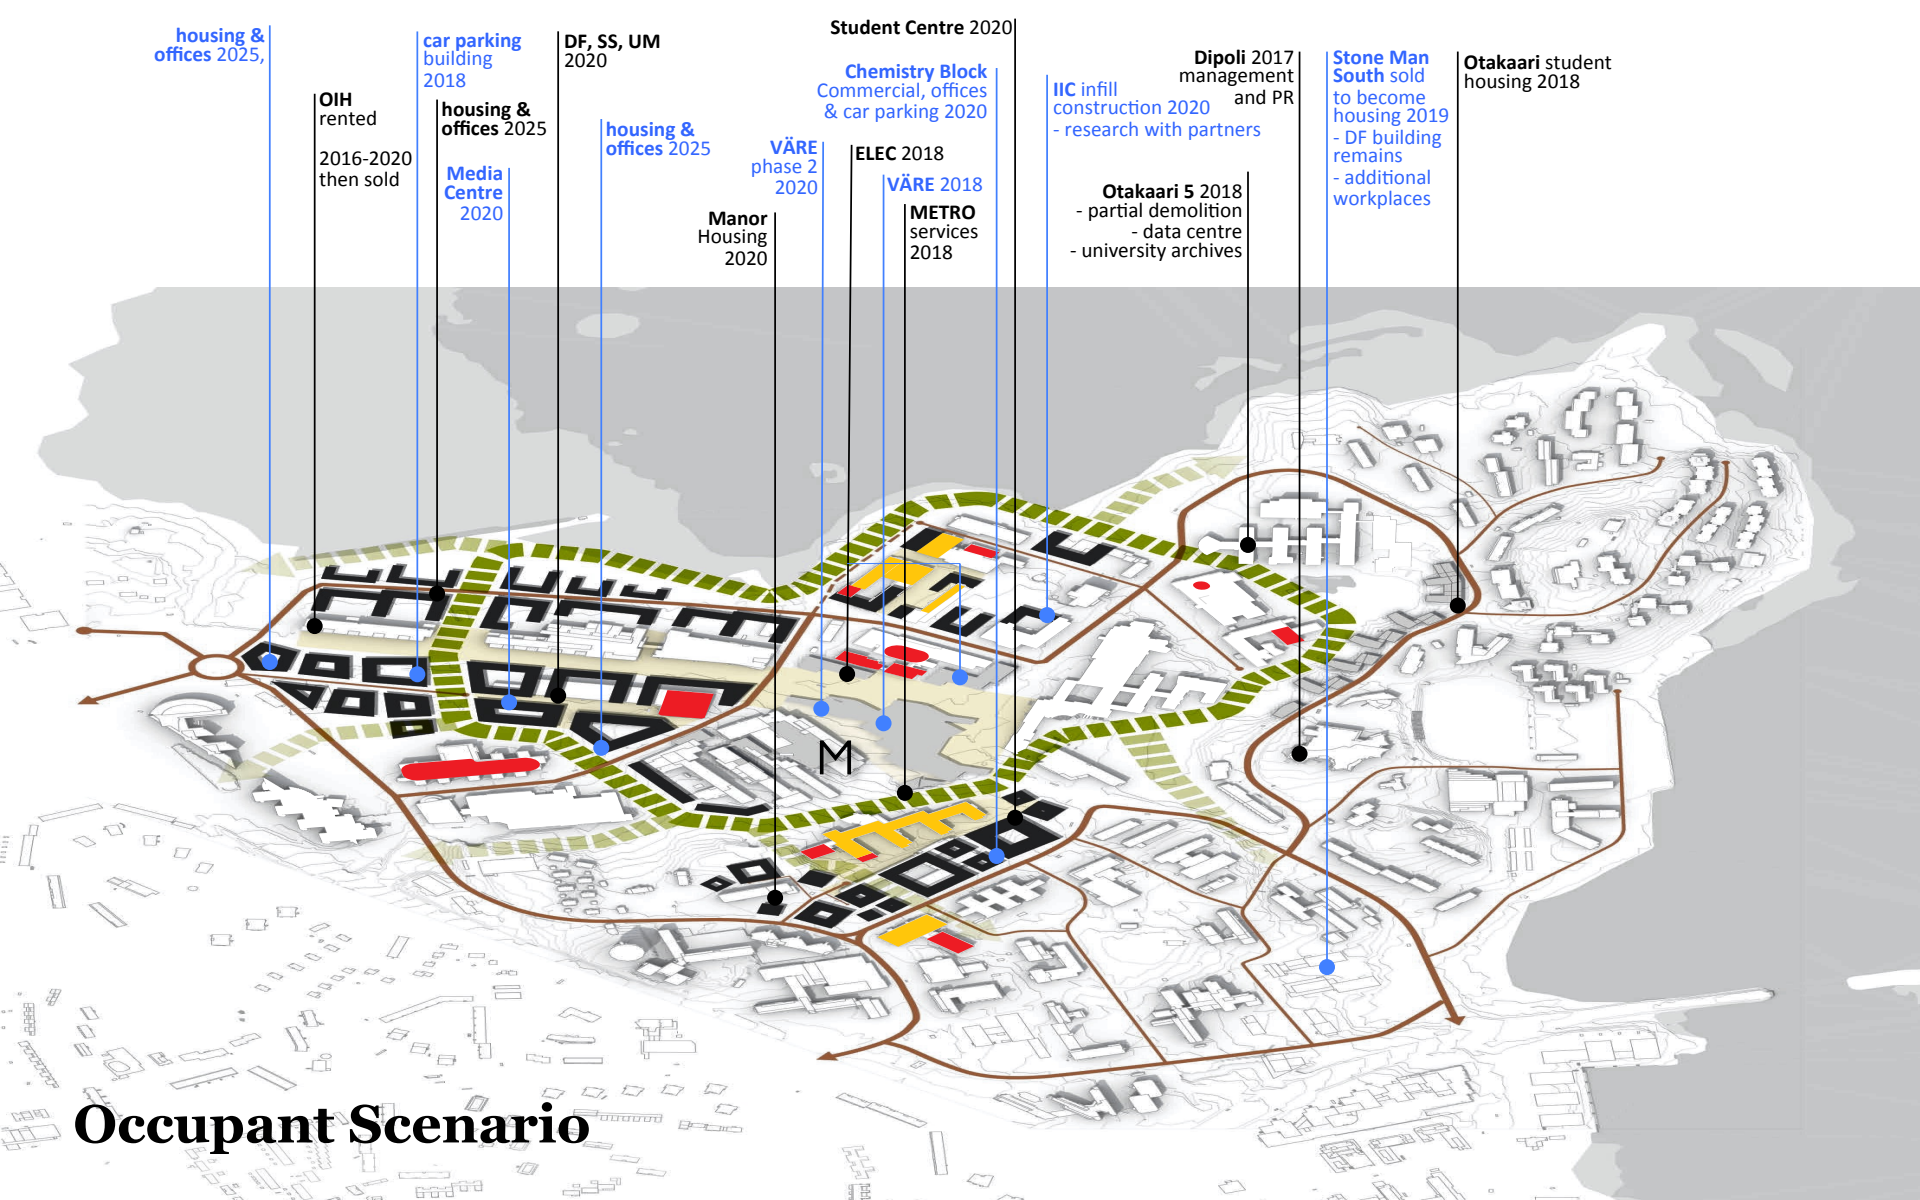 housing &
offices 2025,
OIH
rented
2016-2020
then sold
car parking
building
2018
housing &
offices 2025
Media
Centre
2020
DF, SS, UM
2020
housing &
offices 2025
Manor
Housing
2020
VÄRE
phase 2
2020
Student Centre 2020
Chemistry Block
Commercial, offices
& car parking 2020
ELEC 2018
VÄRE 2018
METRO
services
2018
IIC infill
construction 2020
- research with partners
Dipoli 2017
management
and PR
Otakaari 5 2018
- partial demolition
- data centre
- university archives
Stone Man
South sold
to become
housing 2019
- DF building
remains
- additional
workplaces
Otakaari student
housing 2018
M
Occupant Scenario